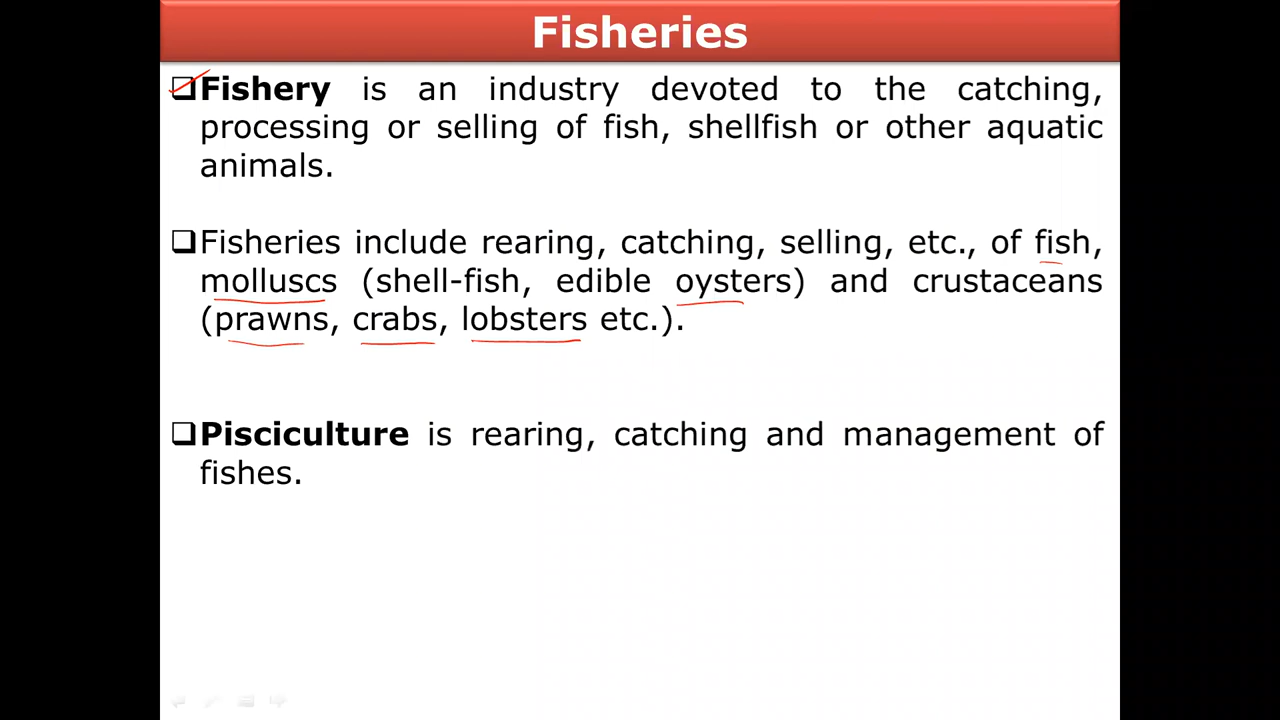 Fisheries
Fishery is an industry devoted to the catching,
processing or selling of fish, shellfish or other aquatic
animals.
Fisheries include rearing, catching, selling, etc., of fish,
molluscs (shell-fish, edible oysters) and crustaceans
(prawns, crabs, lobsters etc.).
Pisciculture is rearing, catching and management of
fishes.